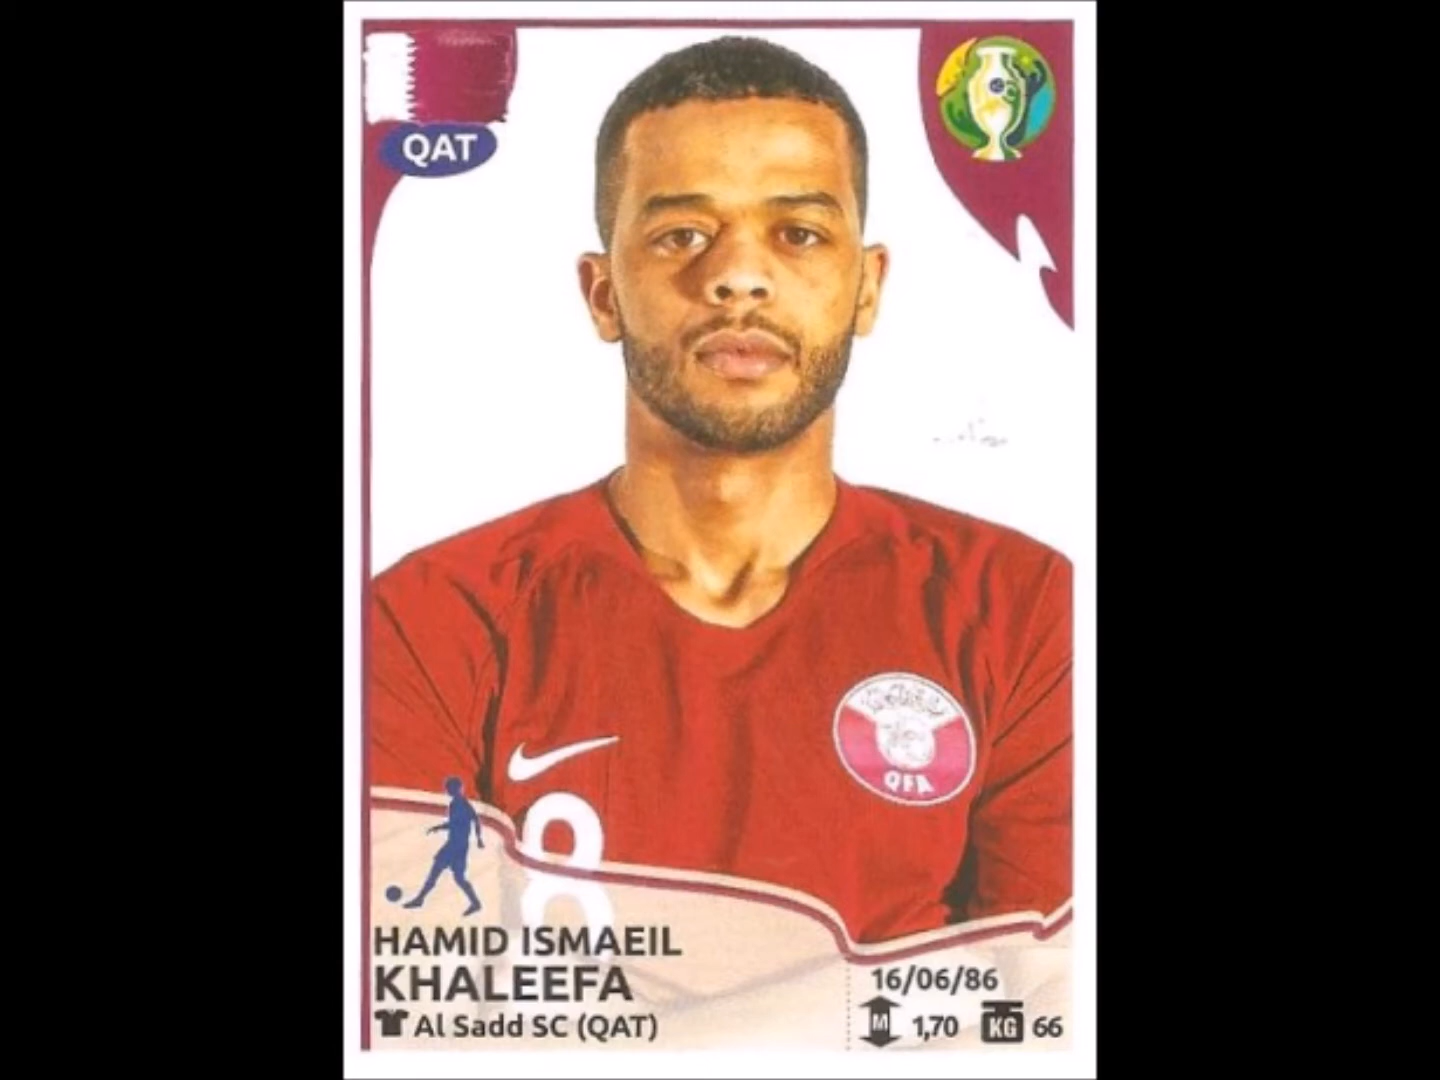 QAT
QFA
8
HAMID ISMAEIL
KHALEEFA
Al Sadd SC (QAT)
16/06/86
M 1,70 KG 66